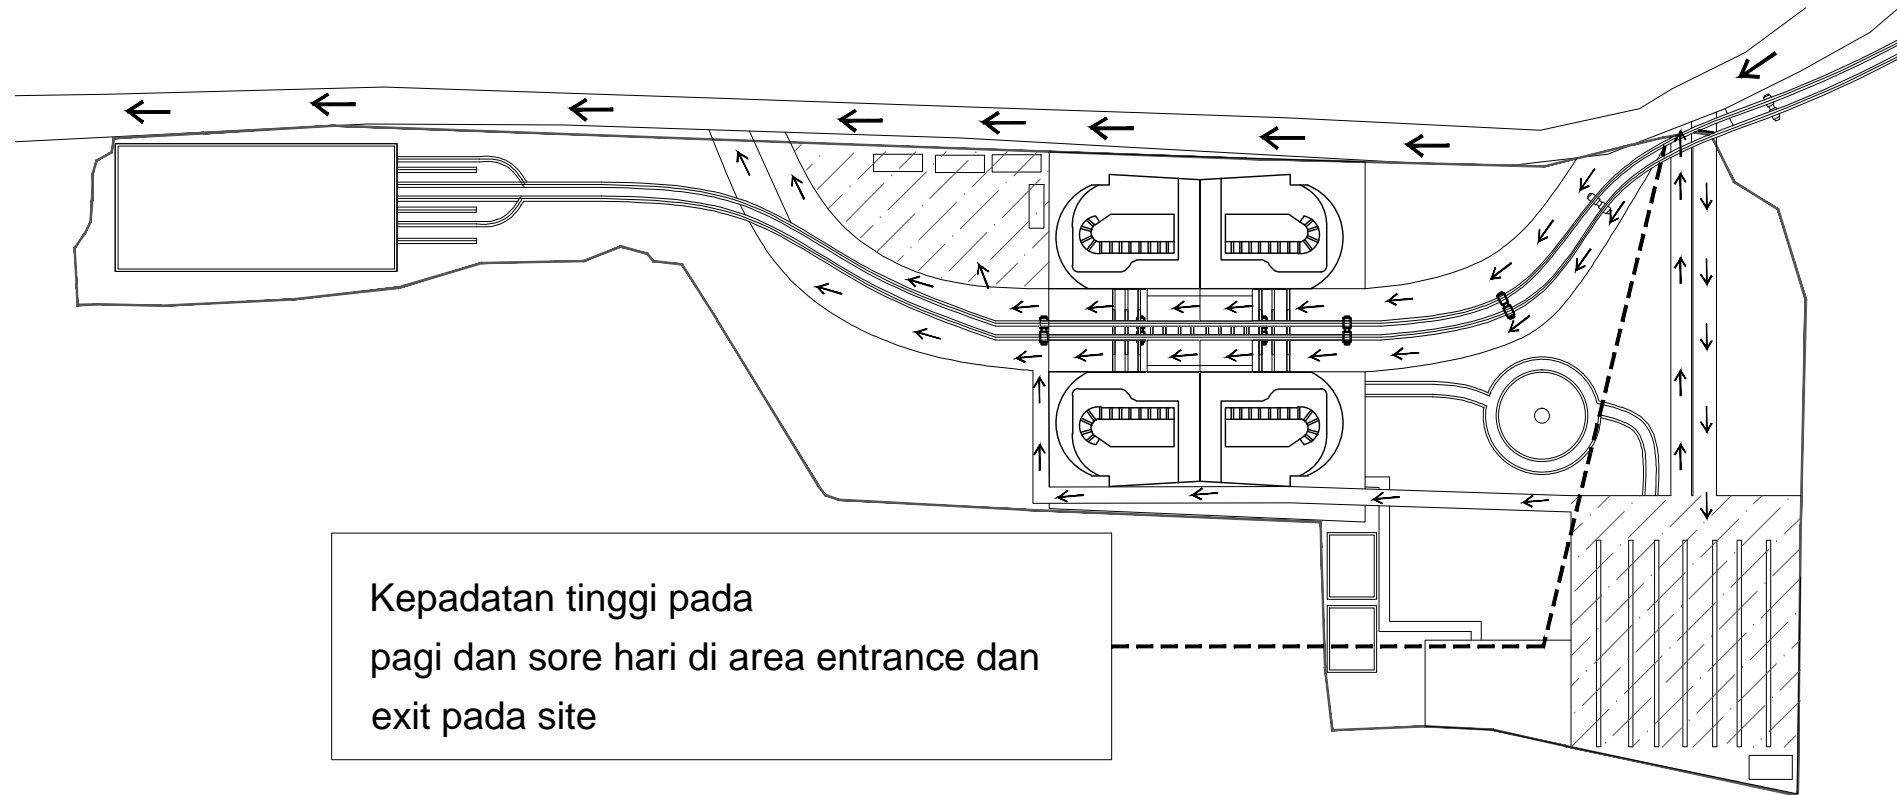 Kepadatan tinggi pada
pagi dan sore hari di area entrance dan
exit pada site